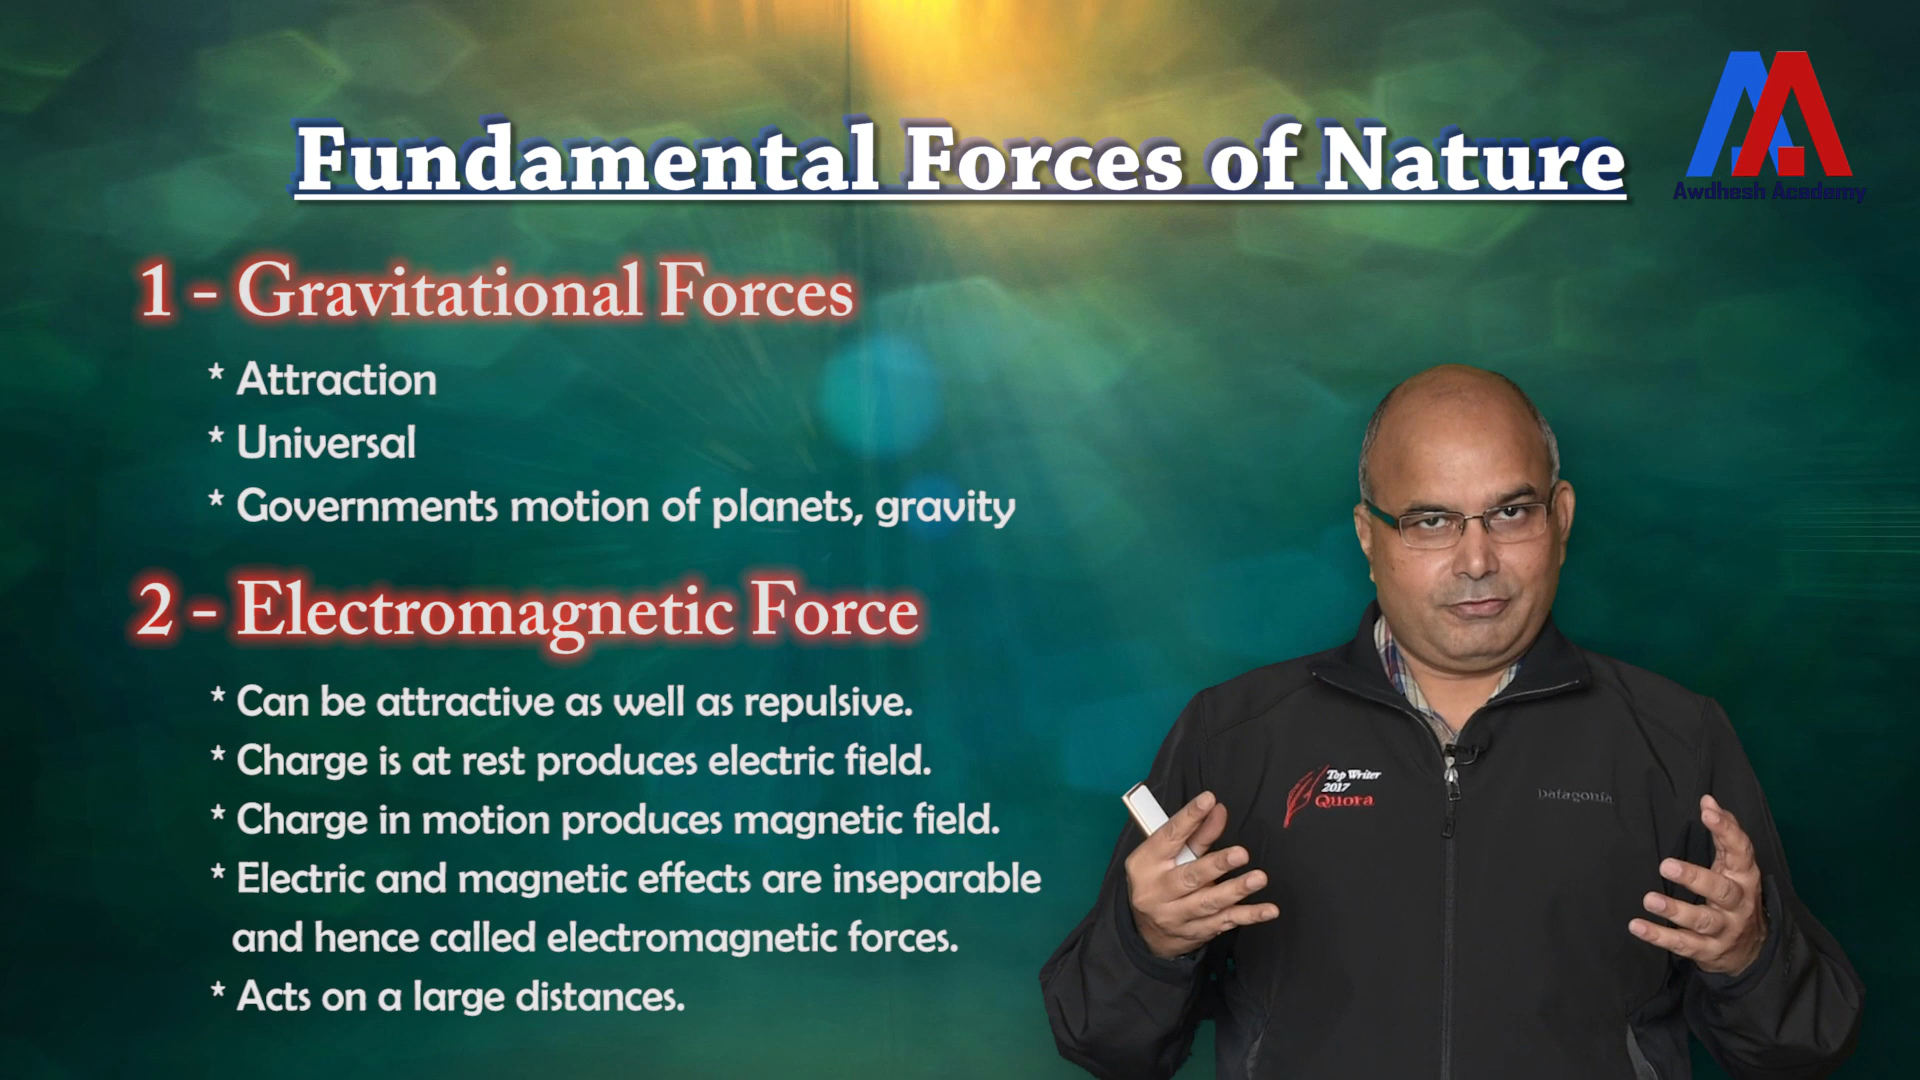 Fundamental Forces of Nature
Awdhesh Academy
1 - Gravitational Forces
* Attraction
* Universal
* Governments motion of planets, gravity
2 - Electromagnetic Force
* Can be attractive as well as repulsive.
* Charge is at rest produces electric field.
* Charge in motion produces magnetic field.
* Electric and magnetic effects are inseparable
and hence called electromagnetic forces.
* Acts on a large distances.
Top Writer
2017
Quora
patagonia